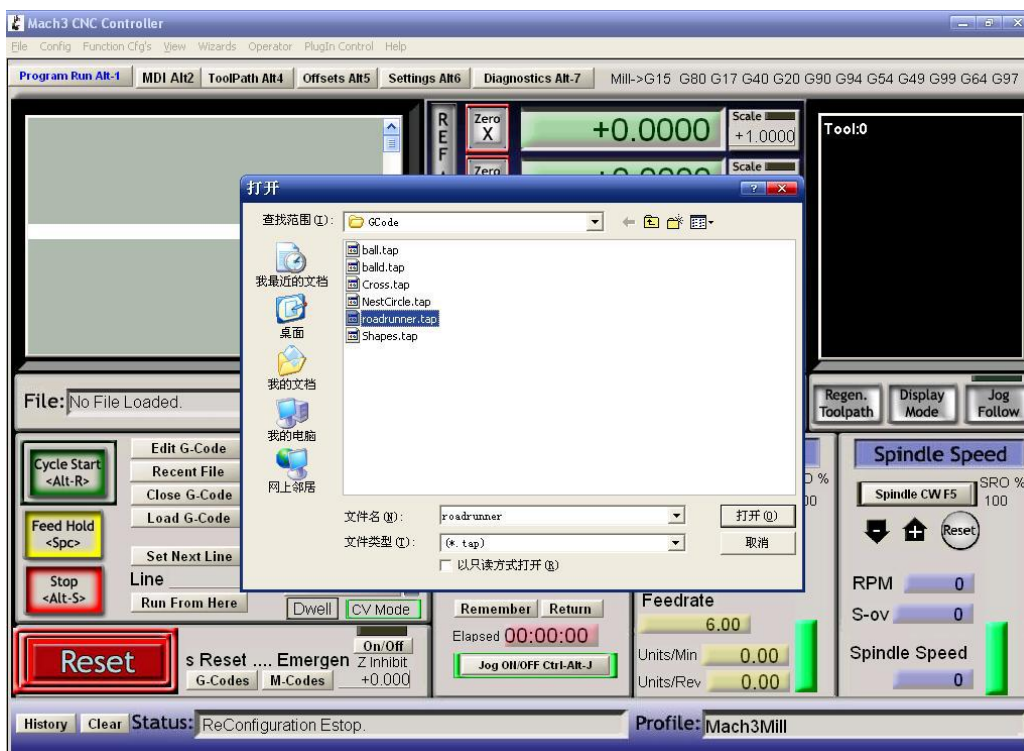 Mach3 CNC Controller
File Config Function Cfg's View Wizards Operator PlugIn Control Help
Program Run Alt-1 MDI Alt2 ToolPath Alt4 Offsets Alt5 Settings Alt6 Diagnostics Alt-7 Mill->G15 G80 G17 G40 G20 G90 G94 G54 G49 G99 G64 G97
REF
Zero X
+0.0000
Scale
+1.0000
Tool:0
Zero
Scale
打开
查找范围(I):
GCode
我最近的文档
桌面
我的文档
我的电脑
网上邻居
ball.tap
balld.tap
Cross.tap
NestCircle.tap
roadrunner.tap
Shapes.tap
文件名(N):
roadrunner
打开(O)
文件类型(T):
(*.tap)
取消
以只读方式打开(R)
File: No File Loaded.
Regen. Toolpath
Display Mode
Jog Follow
Cycle Start <Alt-R>
Feed Hold <Spc>
Stop <Alt-S>
Edit G-Code
Recent File
Close G-Code
Load G-Code
Set Next Line
Line
Run From Here
Dwell
CV Mode
Remember
Return
Elapsed 00:00:00
Jog ON/OFF Ctrl-Alt-J
Feedrate
6.00
Units/Min 0.00
Units/Rev 0.00
Spindle Speed
Spindle CW F5
SRO %
100
Reset
RPM 0
S-ov 0
Spindle Speed
0
Reset
s Reset .... Emergen
G-Codes
M-Codes
On/Off
Z Inhibit
+0.000
History
Clear
Status: ReConfiguration Estop.
Profile: Mach3Mill